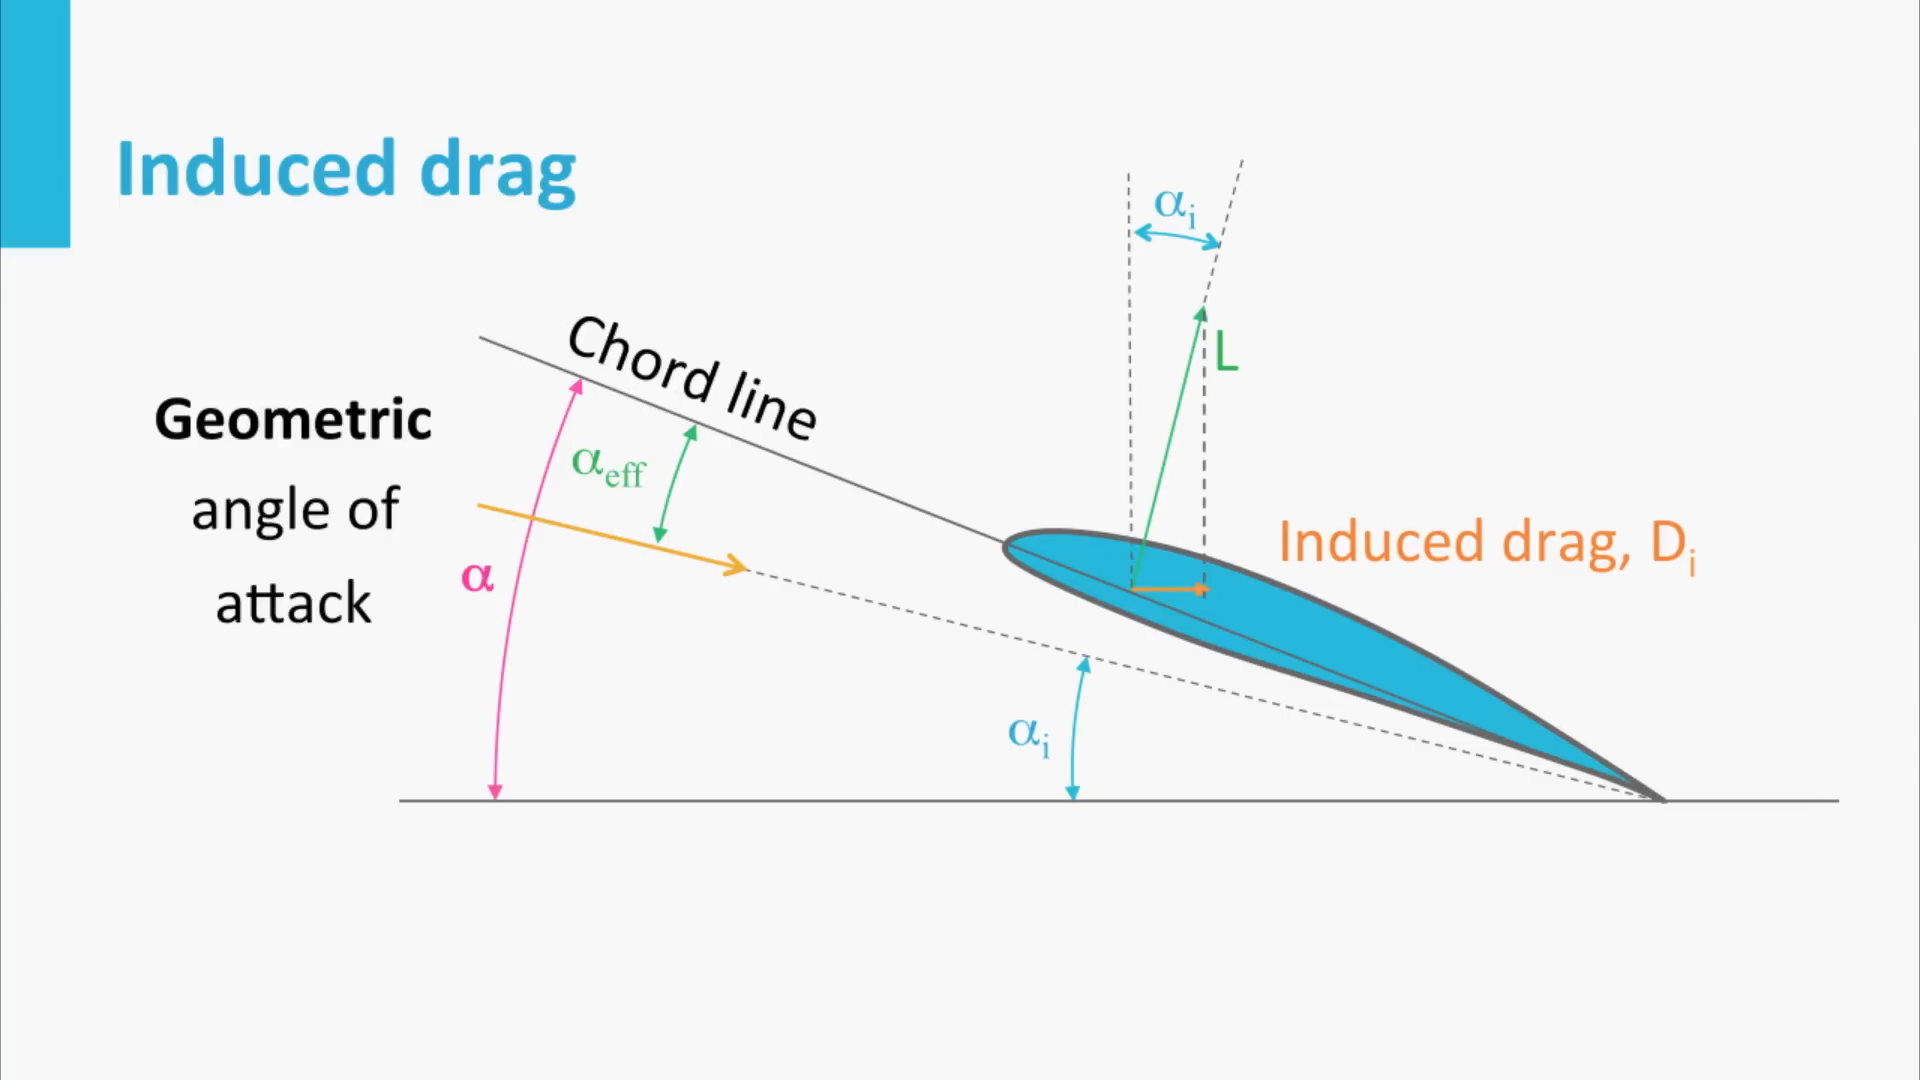 Induced drag
αi
Chord line
L
Geometric
angle of
attack
αeff
α
Induced drag, Di
αi